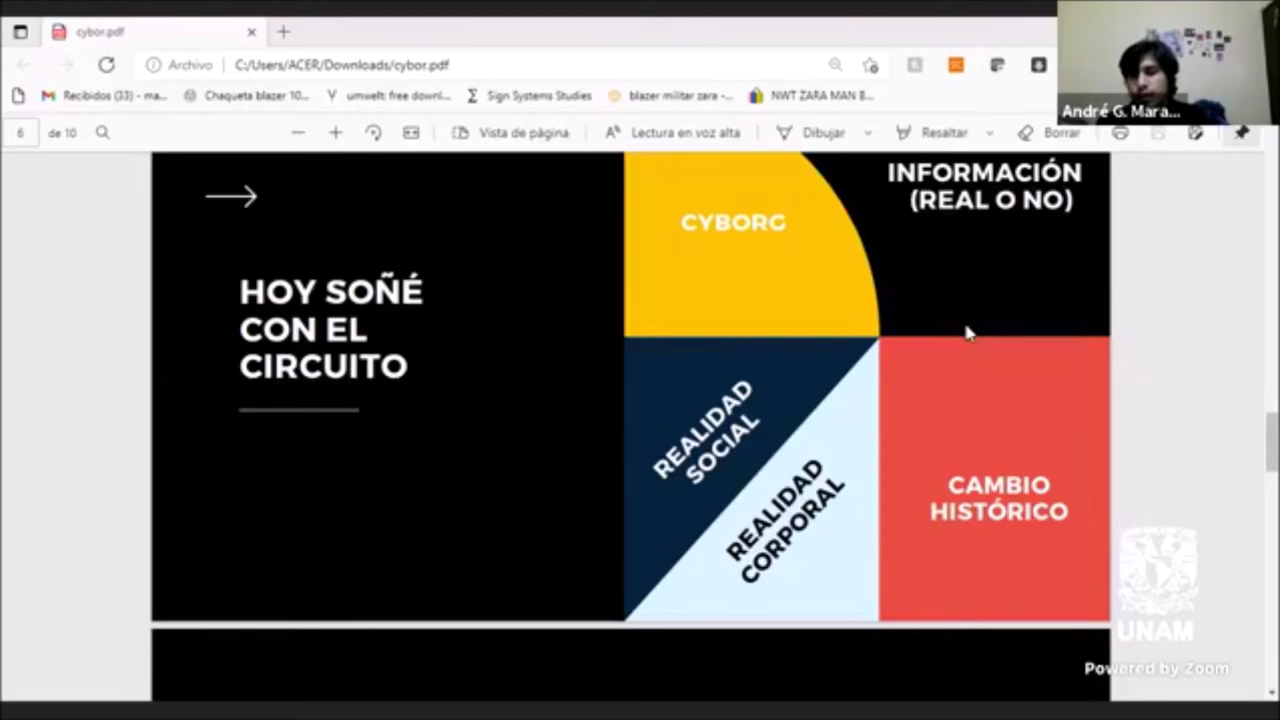 cybor.pdf
Archivo
C:/Users/ACER/Downloads/cybor.pdf
Recibidos (33) - ma...
Chaqueta blazer 10...
umwelt: free downl...
Sign Systems Studies
blazer militar zara -...
NWT ZARA MAN B...
6 de 10
Vista de página
Lectura en voz alta
Dibujar
Resaltar
Borrar
André G. Mara...
HOY SOÑÉ
CON EL
CIRCUITO
CYBORG
INFORMACIÓN
(REAL O NO)
REALIDAD
SOCIAL
REALIDAD
CORPORAL
CAMBIO
HISTÓRICO
UNAM
Powered by Zoom